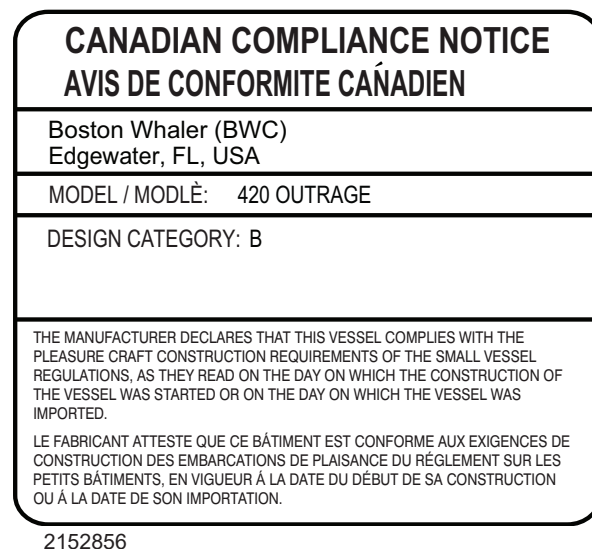 CANADIAN COMPLIANCE NOTICE
AVIS DE CONFORMITE CAŃADIEN
Boston Whaler (BWC)
Edgewater, FL, USA
MODEL / MODLÈ: 420 OUTRAGE
DESIGN CATEGORY: B
THE MANUFACTURER DECLARES THAT THIS VESSEL COMPLIES WITH THE
PLEASURE CRAFT CONSTRUCTION REQUIREMENTS OF THE SMALL VESSEL
REGULATIONS, AS THEY READ ON THE DAY ON WHICH THE CONSTRUCTION OF
THE VESSEL WAS STARTED OR ON THE DAY ON WHICH THE VESSEL WAS
IMPORTED.
LE FABRICANT ATTESTE QUE CE BÁTIMENT EST CONFORME AUX EXIGENCES DE
CONSTRUCTION DES EMBARCATIONS DE PLAISANCE DU RÉGLEMENT SUR LES
PETITS BÁTIMENTS, EN VIGUEUR Á LA DATE DU DÉBUT DE SA CONSTRUCTION
OU Á LA DATE DE SON IMPORTATION.
2152856